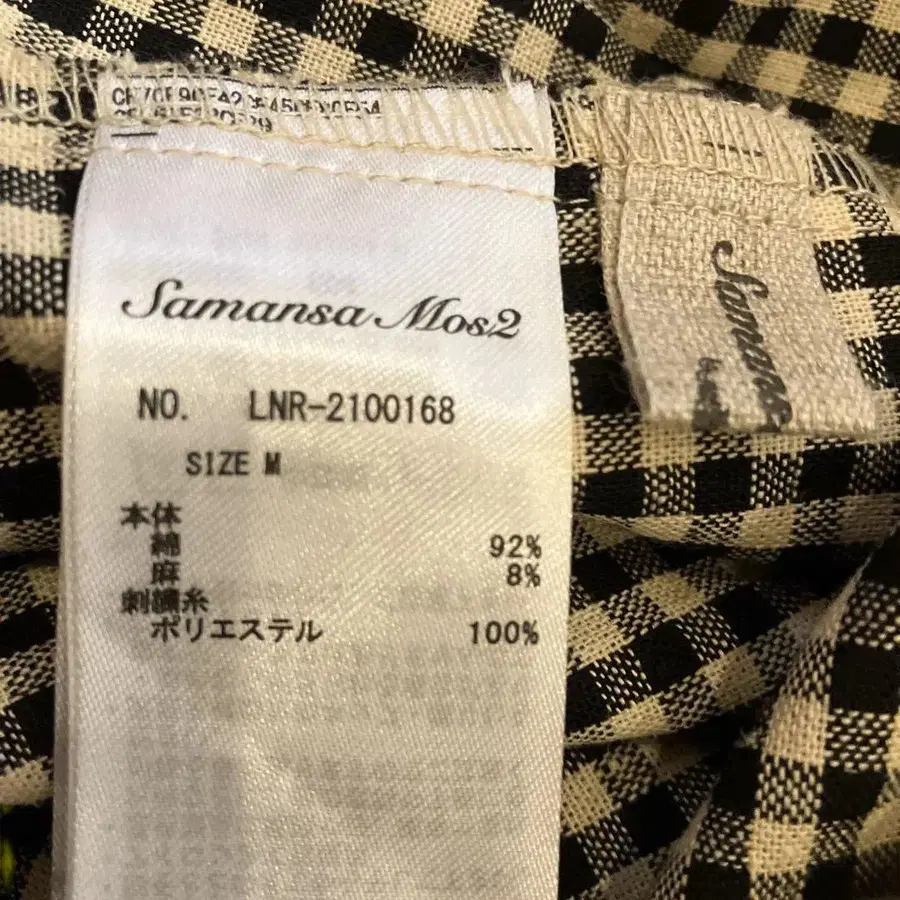 Samansa Mos2
NO. LNR-2100168
SIZE M
本体
綿 92%
麻 8%
刺繍糸
ポリエステル 100%
Samans